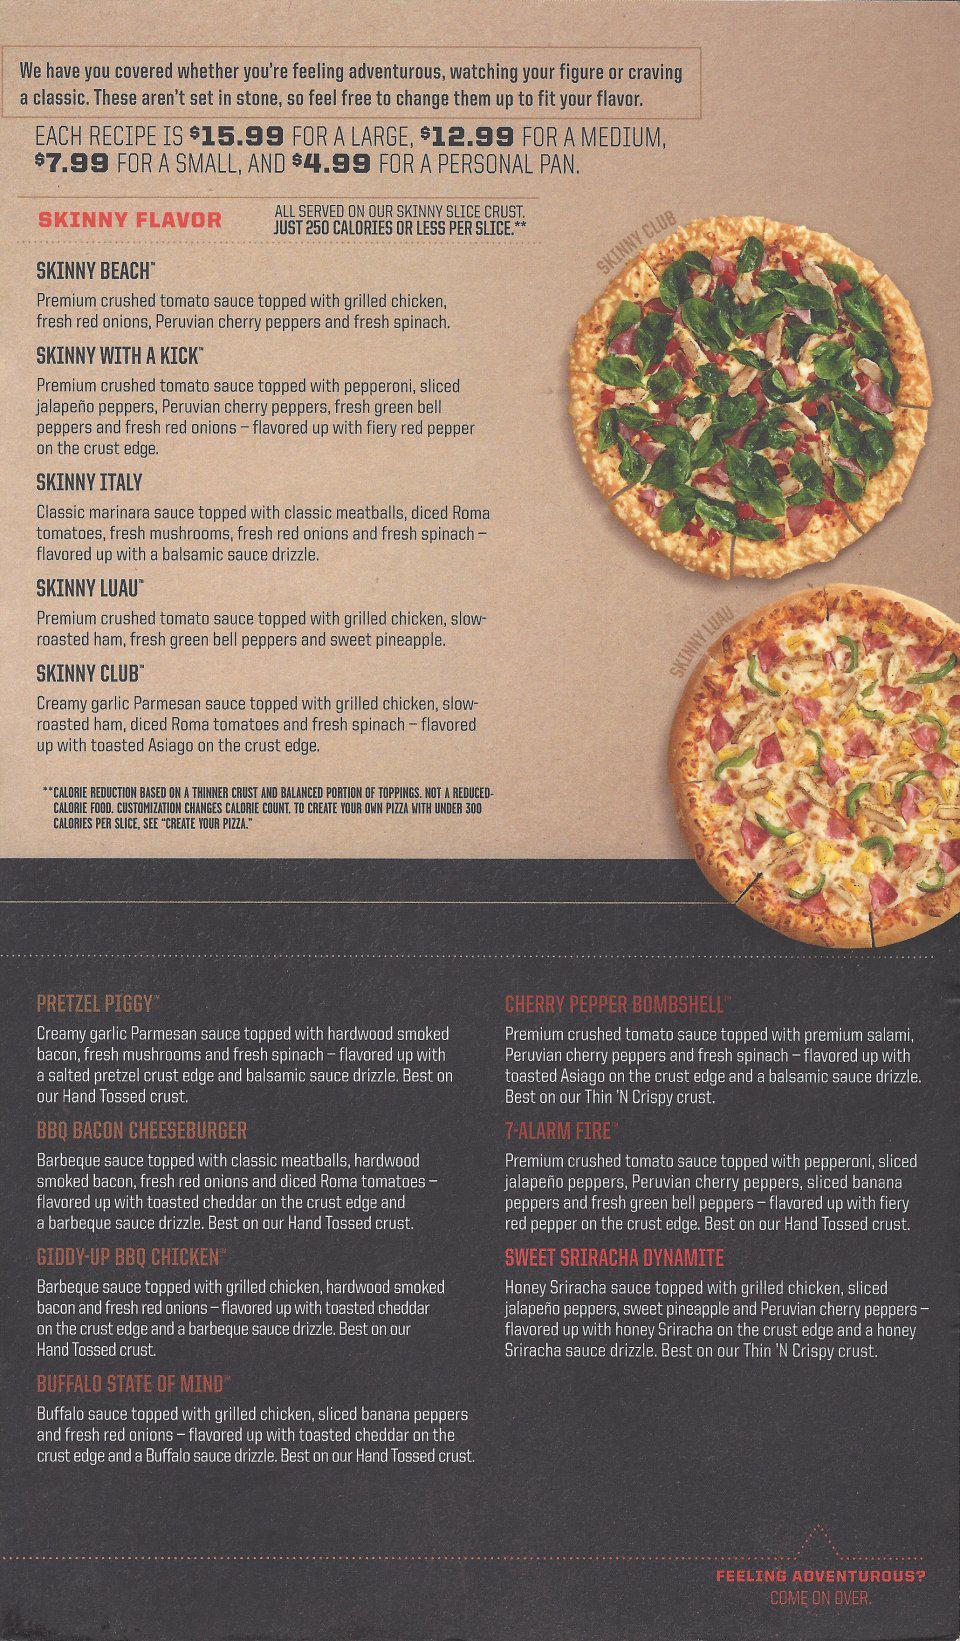 We have you covered whether you're feeling adventurous, watching your figure or craving
a classic. These aren't set in stone, so feel free to change them up to fit your flavor.
EACH RECIPE IS $15.99 FOR A LARGE, $12.99 FOR A MEDIUM,
$7.99 FOR A SMALL, AND $4.99 FOR A PERSONAL PAN.
SKINNY FLAVOR
ALL SERVED ON OUR SKINNY SLICE CRUST.
JUST 250 CALORIES OR LESS PER SLICE.**
SKINNY CLUB
SKINNY BEACH™
Premium crushed tomato sauce topped with grilled chicken,
fresh red onions, Peruvian cherry peppers and fresh spinach.
SKINNY WITH A KICK™
Premium crushed tomato sauce topped with pepperoni, sliced
jalapeño peppers, Peruvian cherry peppers, fresh green bell
peppers and fresh red onions – flavored up with fiery red pepper
on the crust edge.
SKINNY ITALY
Classic marinara sauce topped with classic meatballs, diced Roma
tomatoes, fresh mushrooms, fresh red onions and fresh spinach –
flavored up with a balsamic sauce drizzle.
SKINNY LUAU™
Premium crushed tomato sauce topped with grilled chicken, slow-
roasted ham, fresh green bell peppers and sweet pineapple.
SKINNY LUAU
SKINNY CLUB™
Creamy garlic Parmesan sauce topped with grilled chicken, slow-
roasted ham, diced Roma tomatoes and fresh spinach – flavored
up with toasted Asiago on the crust edge.
**CALORIE REDUCTION BASED ON A THINNER CRUST AND BALANCED PORTION OF TOPPINGS. NOT A REDUCED-
CALORIE FOOD. CUSTOMIZATION CHANGES CALORIE COUNT. TO CREATE YOUR OWN PIZZA WITH UNDER 300
CALORIES PER SLICE, SEE "CREATE YOUR PIZZA."
PRETZEL PIGGY™
Creamy garlic Parmesan sauce topped with hardwood smoked
bacon, fresh mushrooms and fresh spinach – flavored up with
a salted pretzel crust edge and balsamic sauce drizzle. Best on
our Hand Tossed crust.
BBQ BACON CHEESEBURGER
Barbeque sauce topped with classic meatballs, hardwood
smoked bacon, fresh red onions and diced Roma tomatoes –
flavored up with toasted cheddar on the crust edge and
a barbeque sauce drizzle. Best on our Hand Tossed crust.
GIDDY-UP BBQ CHICKEN™
Barbeque sauce topped with grilled chicken, hardwood smoked
bacon and fresh red onions – flavored up with toasted cheddar
on the crust edge and a barbeque sauce drizzle. Best on our
Hand Tossed crust.
BUFFALO STATE OF MIND™
Buffalo sauce topped with grilled chicken, sliced banana peppers
and fresh red onions – flavored up with toasted cheddar on the
crust edge and a Buffalo sauce drizzle. Best on our Hand Tossed crust.
CHERRY PEPPER BOMBSHELL™
Premium crushed tomato sauce topped with premium salami,
Peruvian cherry peppers and fresh spinach – flavored up with
toasted Asiago on the crust edge and a balsamic sauce drizzle.
Best on our Thin 'N Crispy crust.
7-ALARM FIRE™
Premium crushed tomato sauce topped with pepperoni, sliced
jalapeño peppers, Peruvian cherry peppers, sliced banana
peppers and fresh green bell peppers – flavored up with fiery
red pepper on the crust edge. Best on our Hand Tossed crust.
SWEET SRIRACHA DYNAMITE
Honey Sriracha sauce topped with grilled chicken, sliced
jalapeño peppers, sweet pineapple and Peruvian cherry peppers –
flavored up with honey Sriracha on the crust edge and a honey
Sriracha sauce drizzle. Best on our Thin 'N Crispy crust.
FEELING ADVENTUROUS?
COME ON OVER.